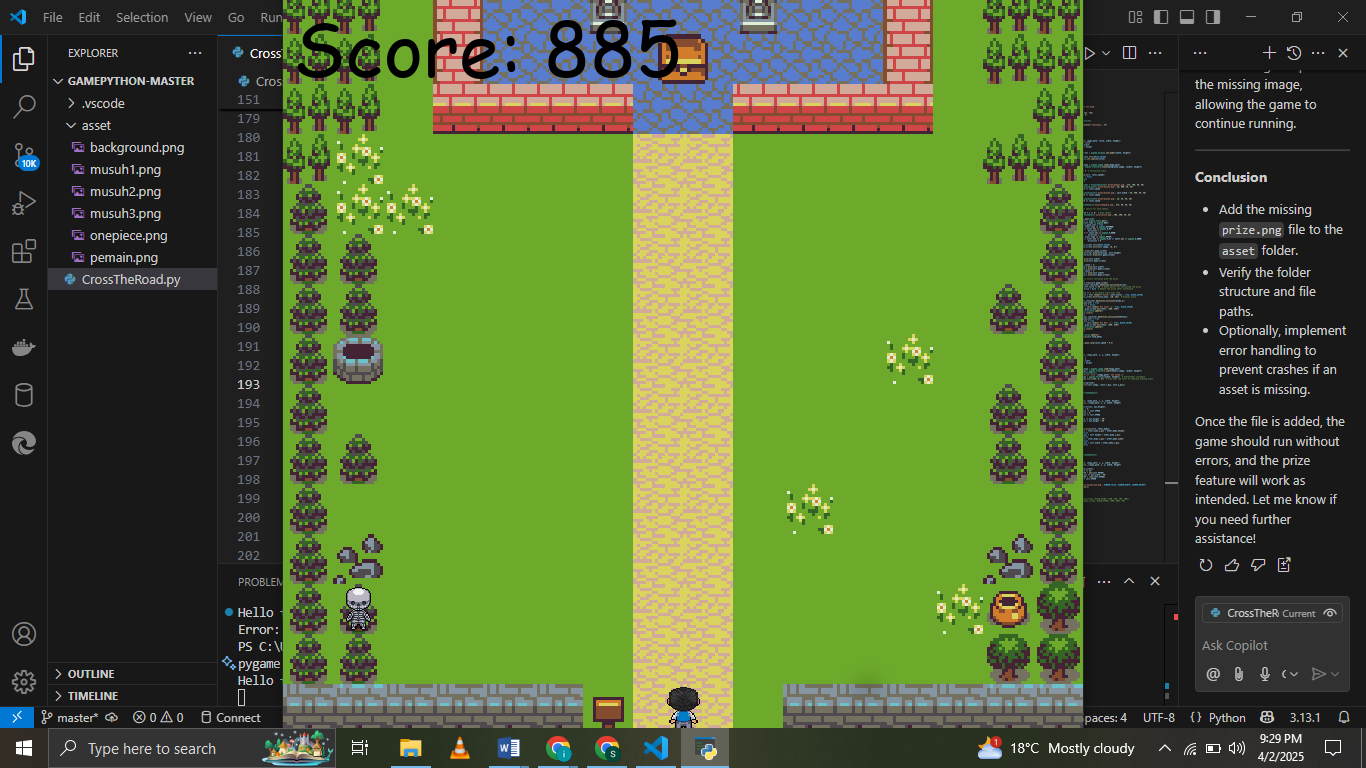 File Edit Selection View Go Run
EXPLORER
GAMEPYTHON-MASTER
.vscode
asset
background.png
musuh1.png
musuh2.png
musuh3.png
onepiece.png
pemain.png
CrossTheRoad.py
OUTLINE
TIMELINE
151
179
180
181
182
183
184
185
186
187
188
189
190
191
192
193
194
195
196
197
198
199
200
201
202
Score: 885
Hello
Error:
pygame
Hello
the missing image,
allowing the game to
continue running.
Conclusion
Add the missing
prize.png file to the
asset folder.
Verify the folder
structure and file
paths.
Optionally, implement
error handling to
prevent crashes if an
asset is missing.
Once the file is added, the
game should run without
errors, and the prize
feature will work as
intended. Let me know if
you need further
assistance!
CrossTheR Current
Ask Copilot
10K
master* 0 0 Connect
paces: 4 UTF-8 Python 3.13.1
Type here to search
18°C Mostly cloudy
9:29 PM
4/2/2025